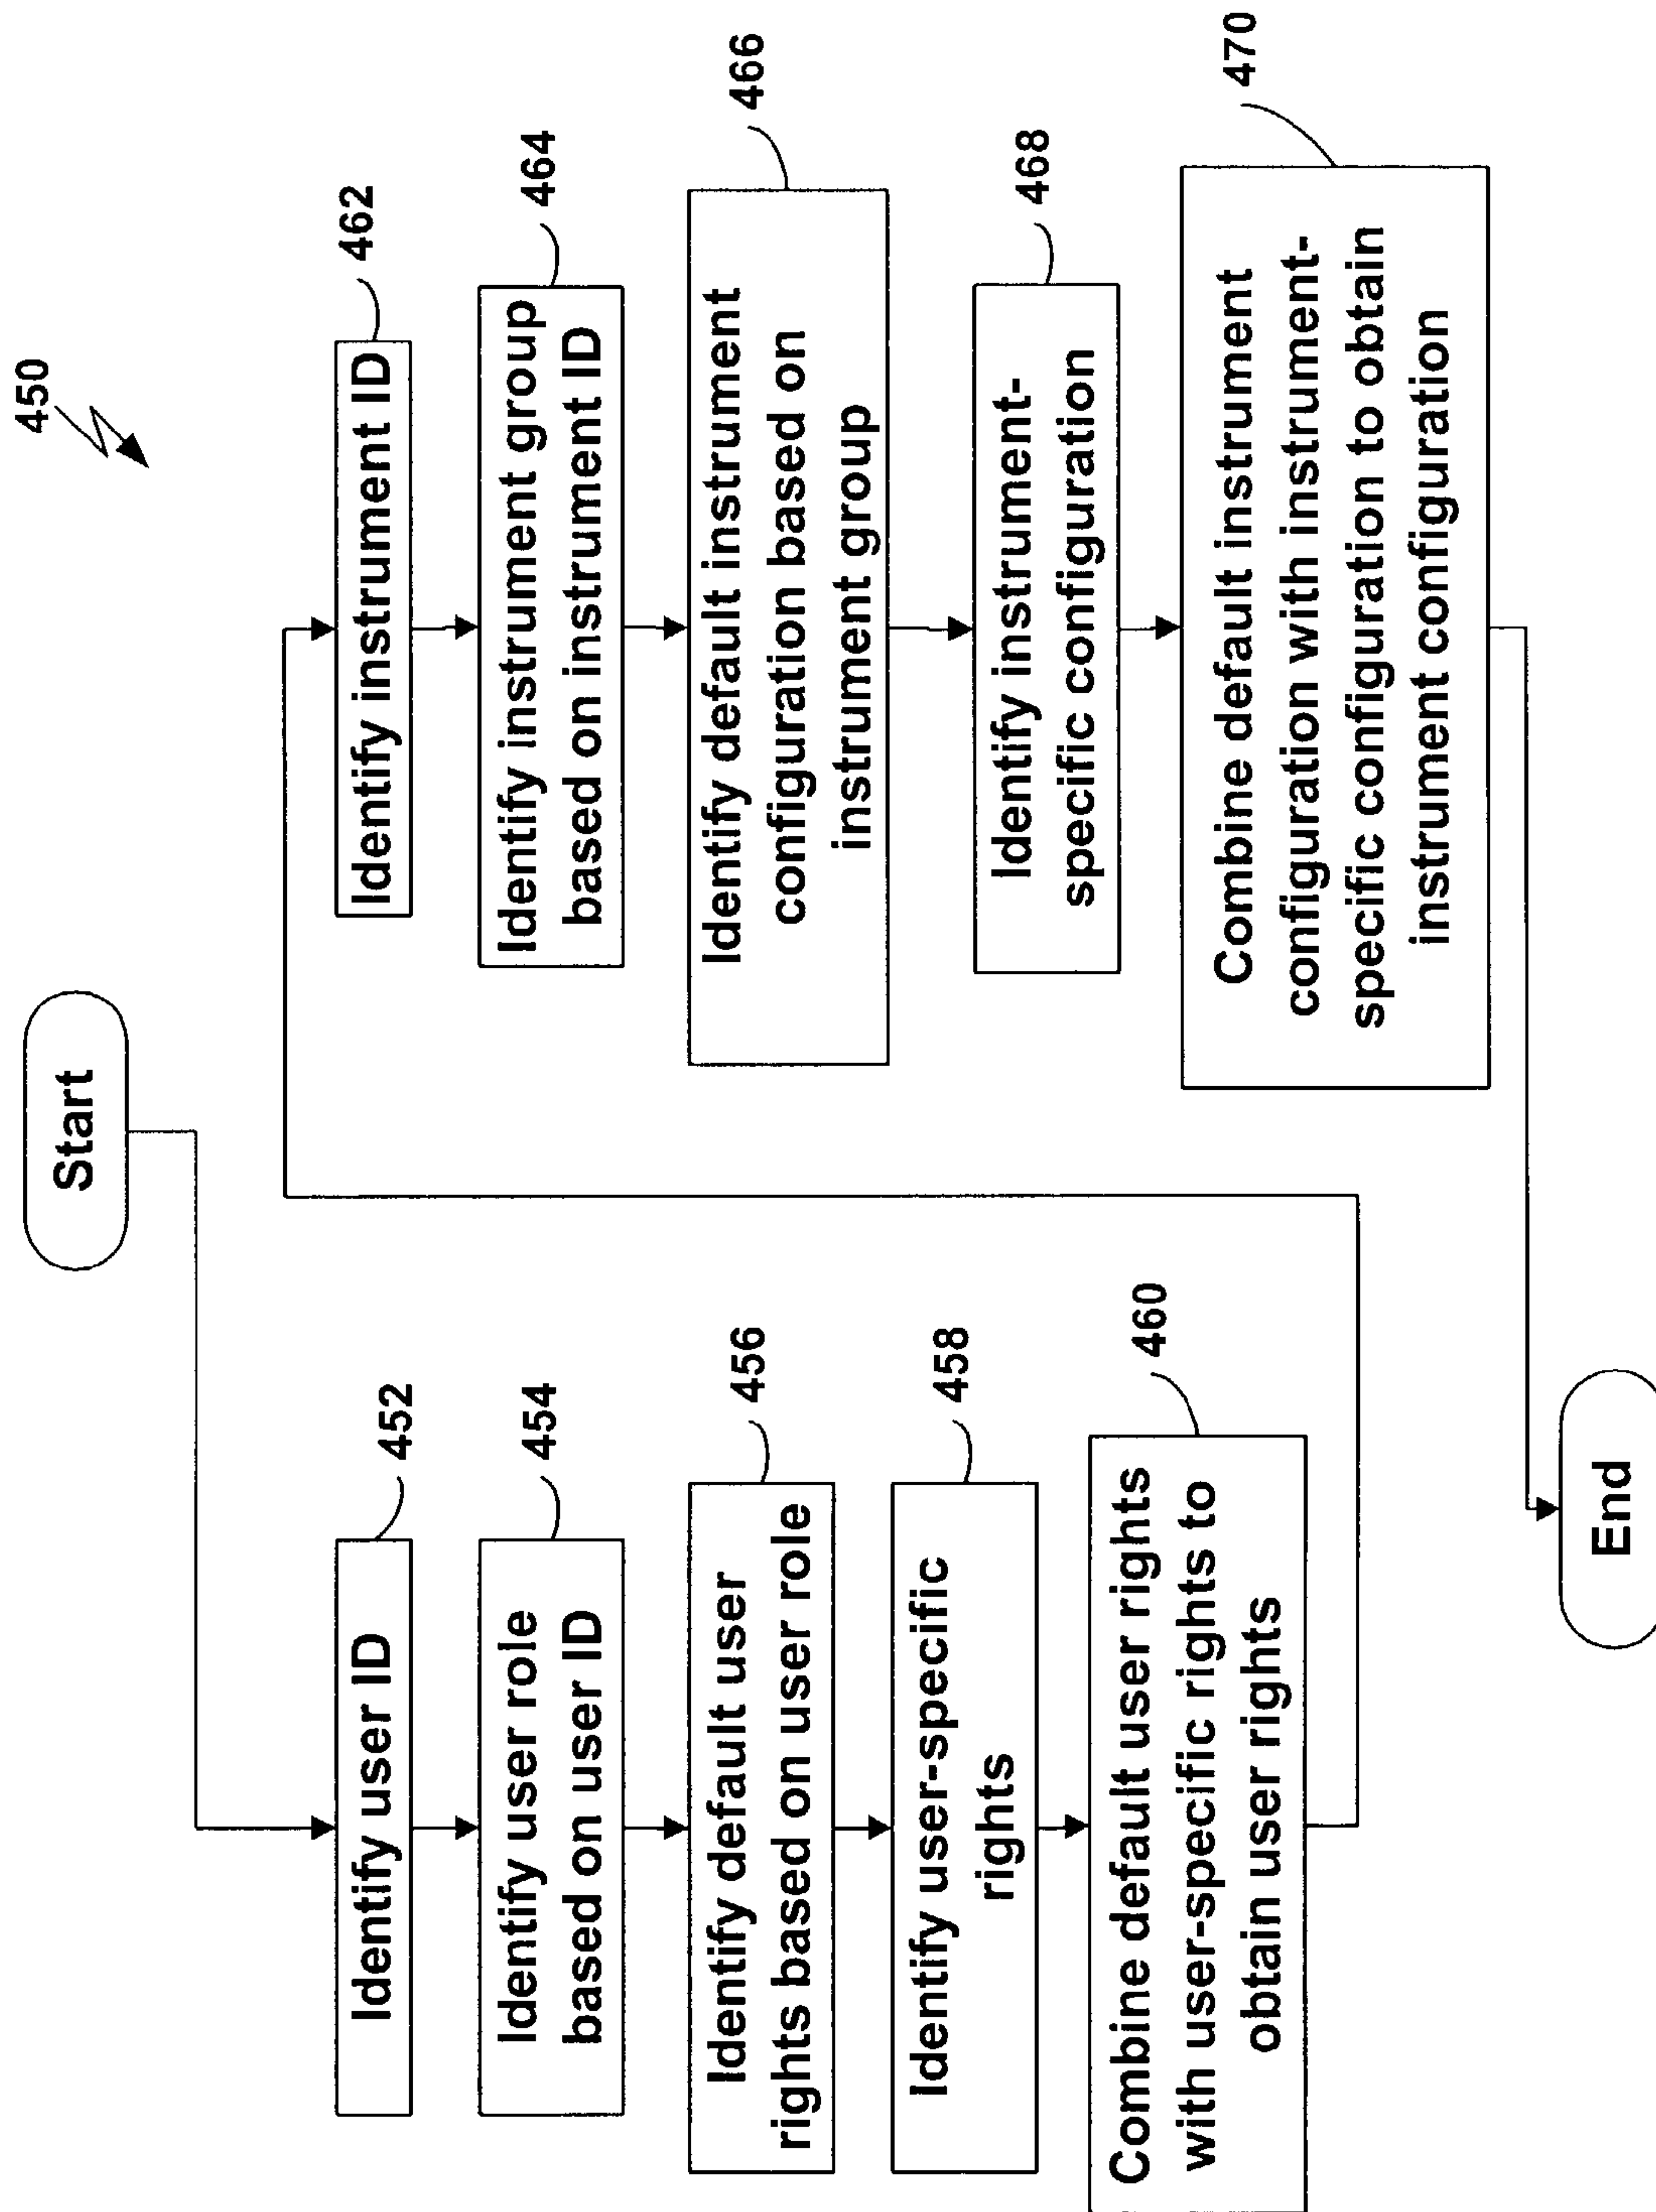 450
Start
Identify user ID
452
Identify user role
based on user ID
454
Identify default user
rights based on user role
456
Identify user-specific
rights
458
Combine default user rights
with user-specific rights to
obtain user rights
460
Identify instrument ID
462
Identify instrument group
based on instrument ID
464
Identify default instrument
configuration based on
instrument group
466
Identify instrument-
specific configuration
468
Combine default instrument
configuration with instrument-
specific configuration to obtain
instrument configuration
470
End